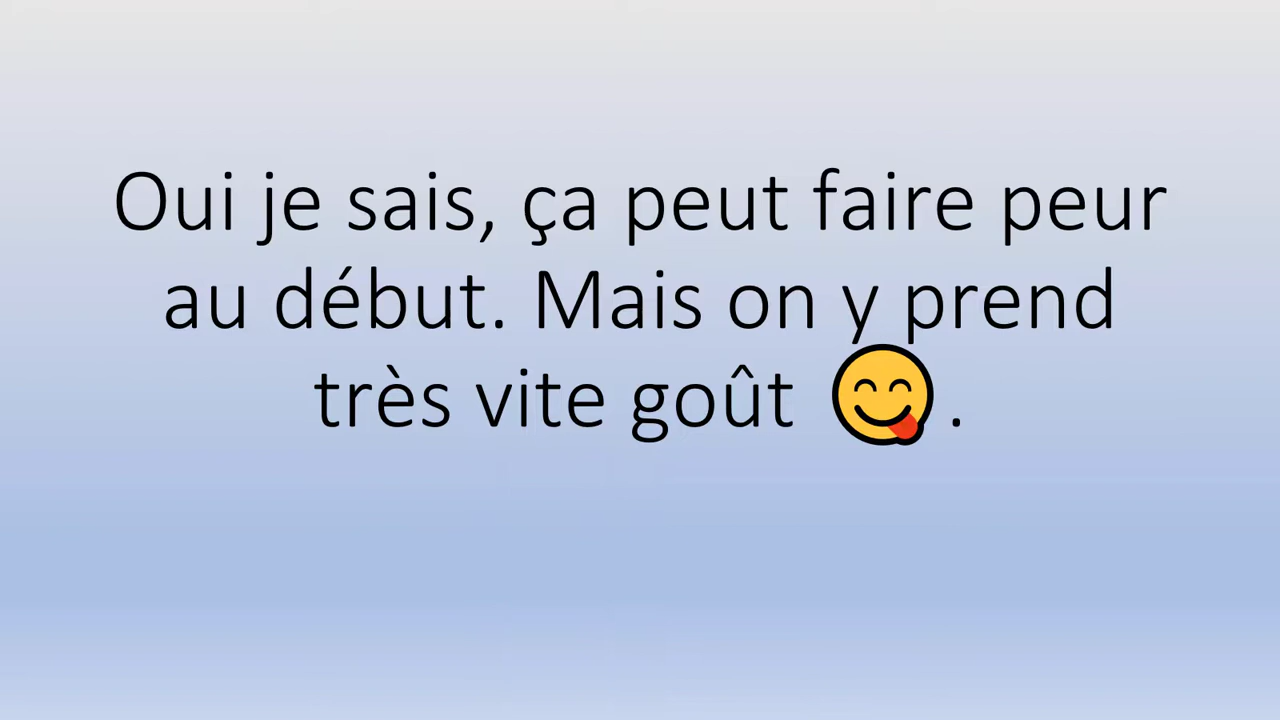 Oui je sais, ça peut faire peur
au début. Mais on y prend
très vite goût 😋.